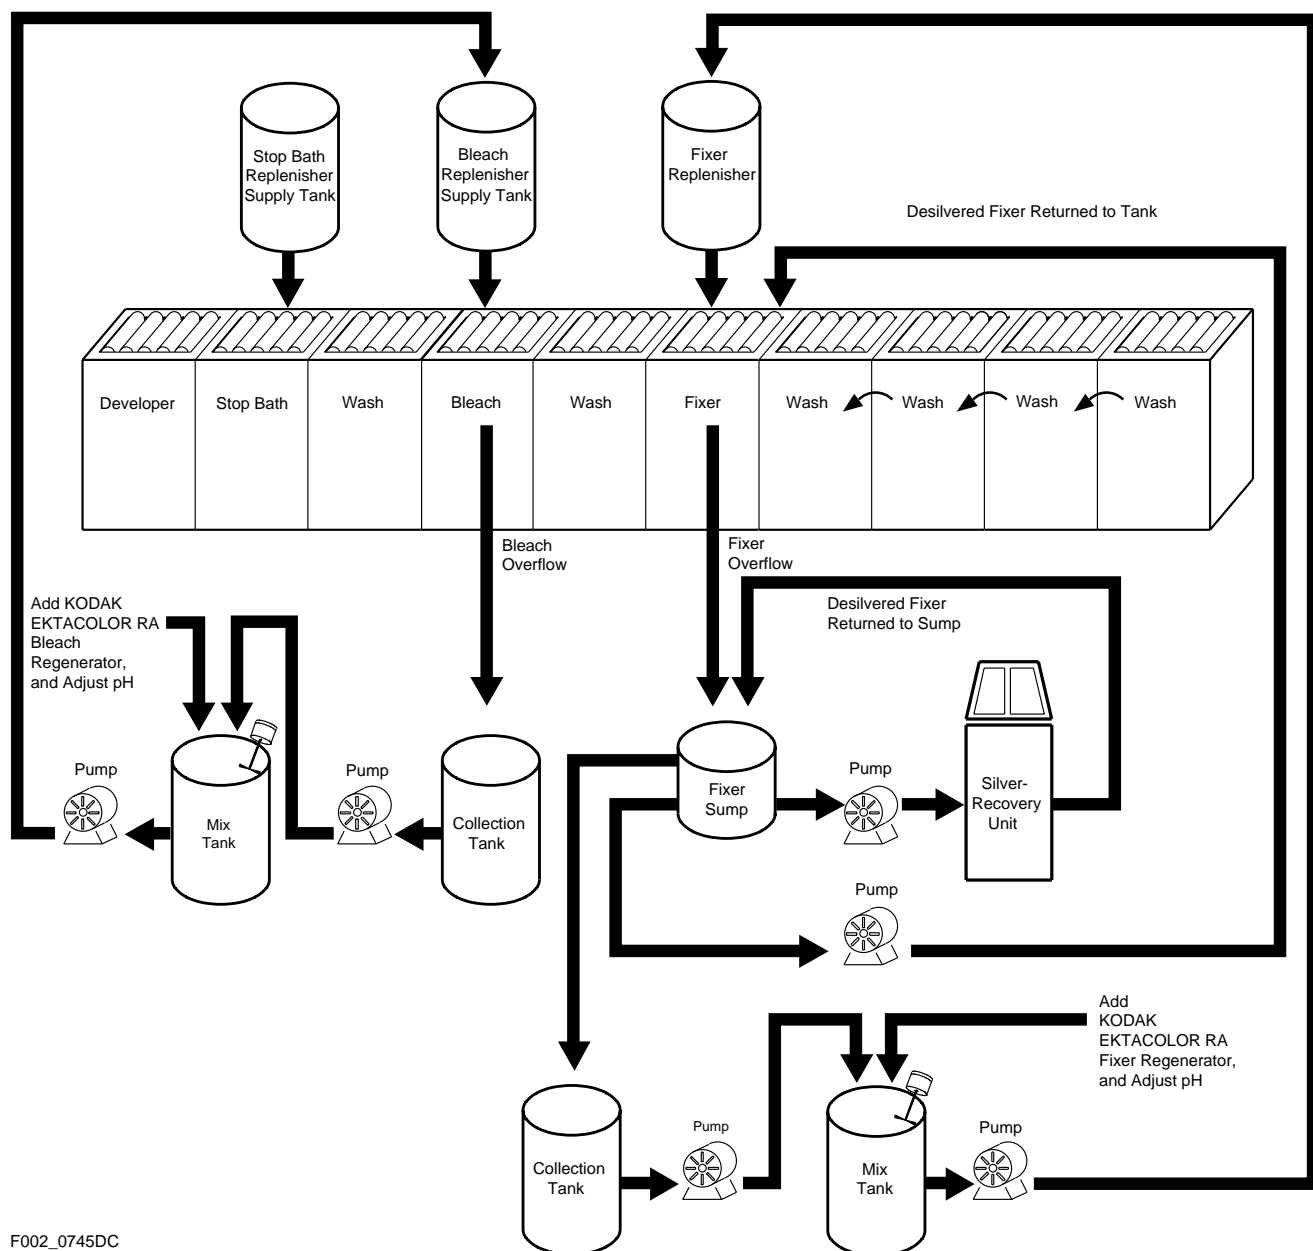 Stop Bath
Replenisher
Supply Tank
Bleach
Replenisher
Supply Tank
Fixer
Replenisher
Desilvered Fixer Returned to Tank
Developer
Stop Bath
Wash
Bleach
Wash
Fixer
Wash
Wash
Wash
Wash
Bleach
Overflow
Fixer
Overflow
Add KODAK
EKTACOLOR RA
Bleach
Regenerator,
and Adjust pH
Desilvered Fixer
Returned to Sump
Pump
Mix
Tank
Pump
Collection
Tank
Fixer
Sump
Pump
Silver-
Recovery
Unit
Pump
Add
KODAK
EKTACOLOR RA
Fixer Regenerator,
and Adjust pH
Collection
Tank
Pump
Mix
Tank
Pump
F002_0745DC